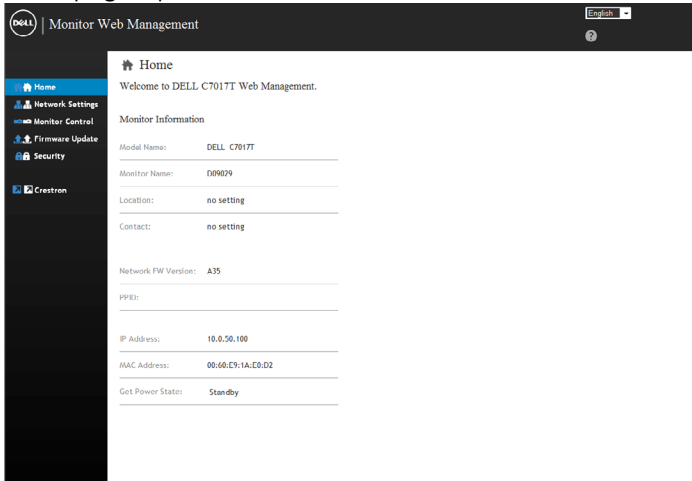 DELL | Monitor Web Management
English
?
Home
Network Settings
Monitor Control
Firmware Update
Security
Crestron
Home
Welcome to DELL C7017T Web Management.
Monitor Information
Model Name: DELL C7017T
Monitor Name: D09029
Location: no setting
Contact: no setting
Network FW Version: A35
PPID:
IP Address: 10.0.50.100
MAC Address: 00:60:E9:1A:E0:D2
Get Power State: Standby